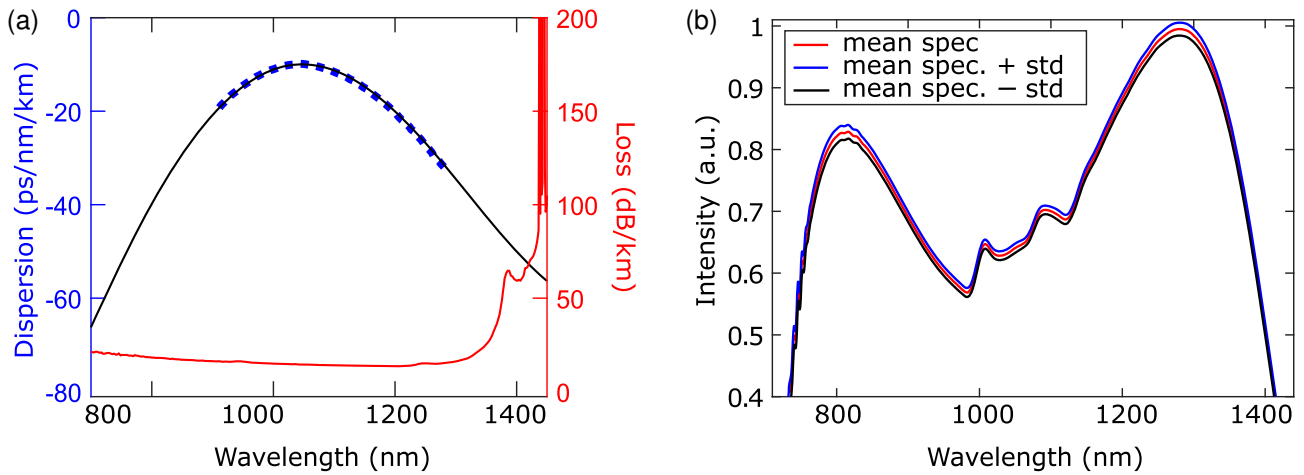 (a)
0
-20
-40
-60
-80
Dispersion (ps/nm/km)
200
150
100
50
0
Loss (dB/km)
800
1000
1200
1400
Wavelength (nm)
(b)
1
0.9
0.8
0.7
0.6
0.5
0.4
Intensity (a.u.)
mean spec
mean spec. + std
mean spec. − std
800
1000
1200
1400
Wavelength (nm)